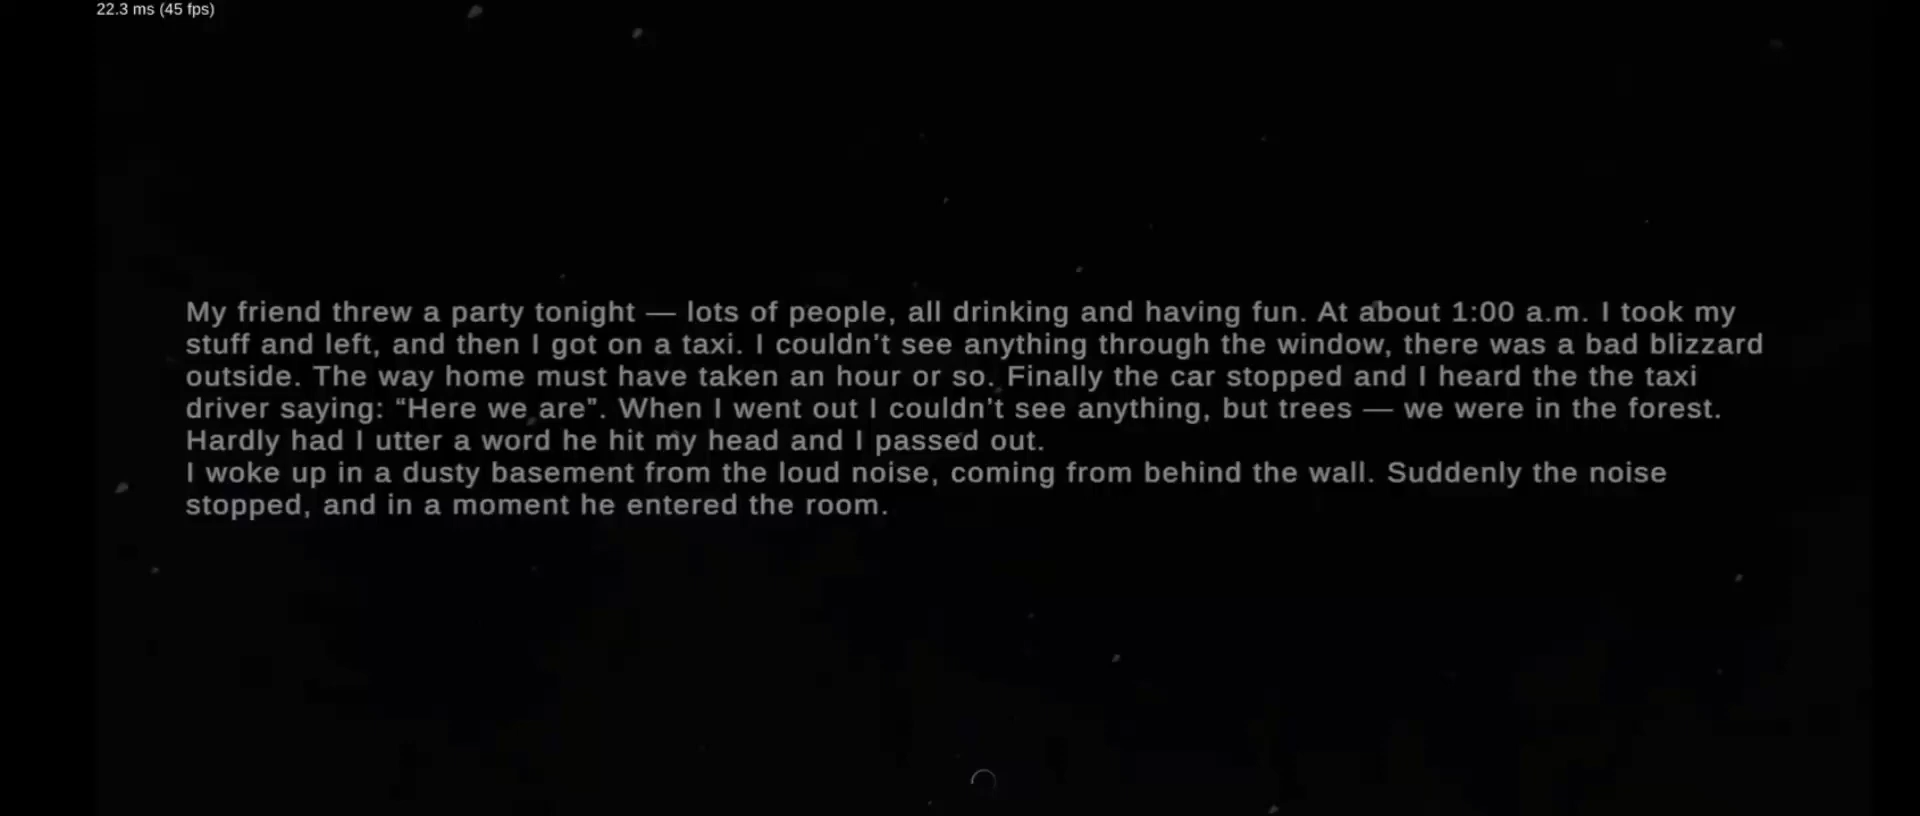 22.3 ms (45 fps)
My friend threw a party tonight — lots of people, all drinking and having fun. At about 1:00 a.m. I took my
stuff and left, and then I got on a taxi. I couldn’t see anything through the window, there was a bad blizzard
outside. The way home must have taken an hour or so. Finally the car stopped and I heard the the taxi
driver saying: “Here we are”. When I went out I couldn’t see anything, but trees — we were in the forest.
Hardly had I utter a word he hit my head and I passed out.
I woke up in a dusty basement from the loud noise, coming from behind the wall. Suddenly the noise
stopped, and in a moment he entered the room.